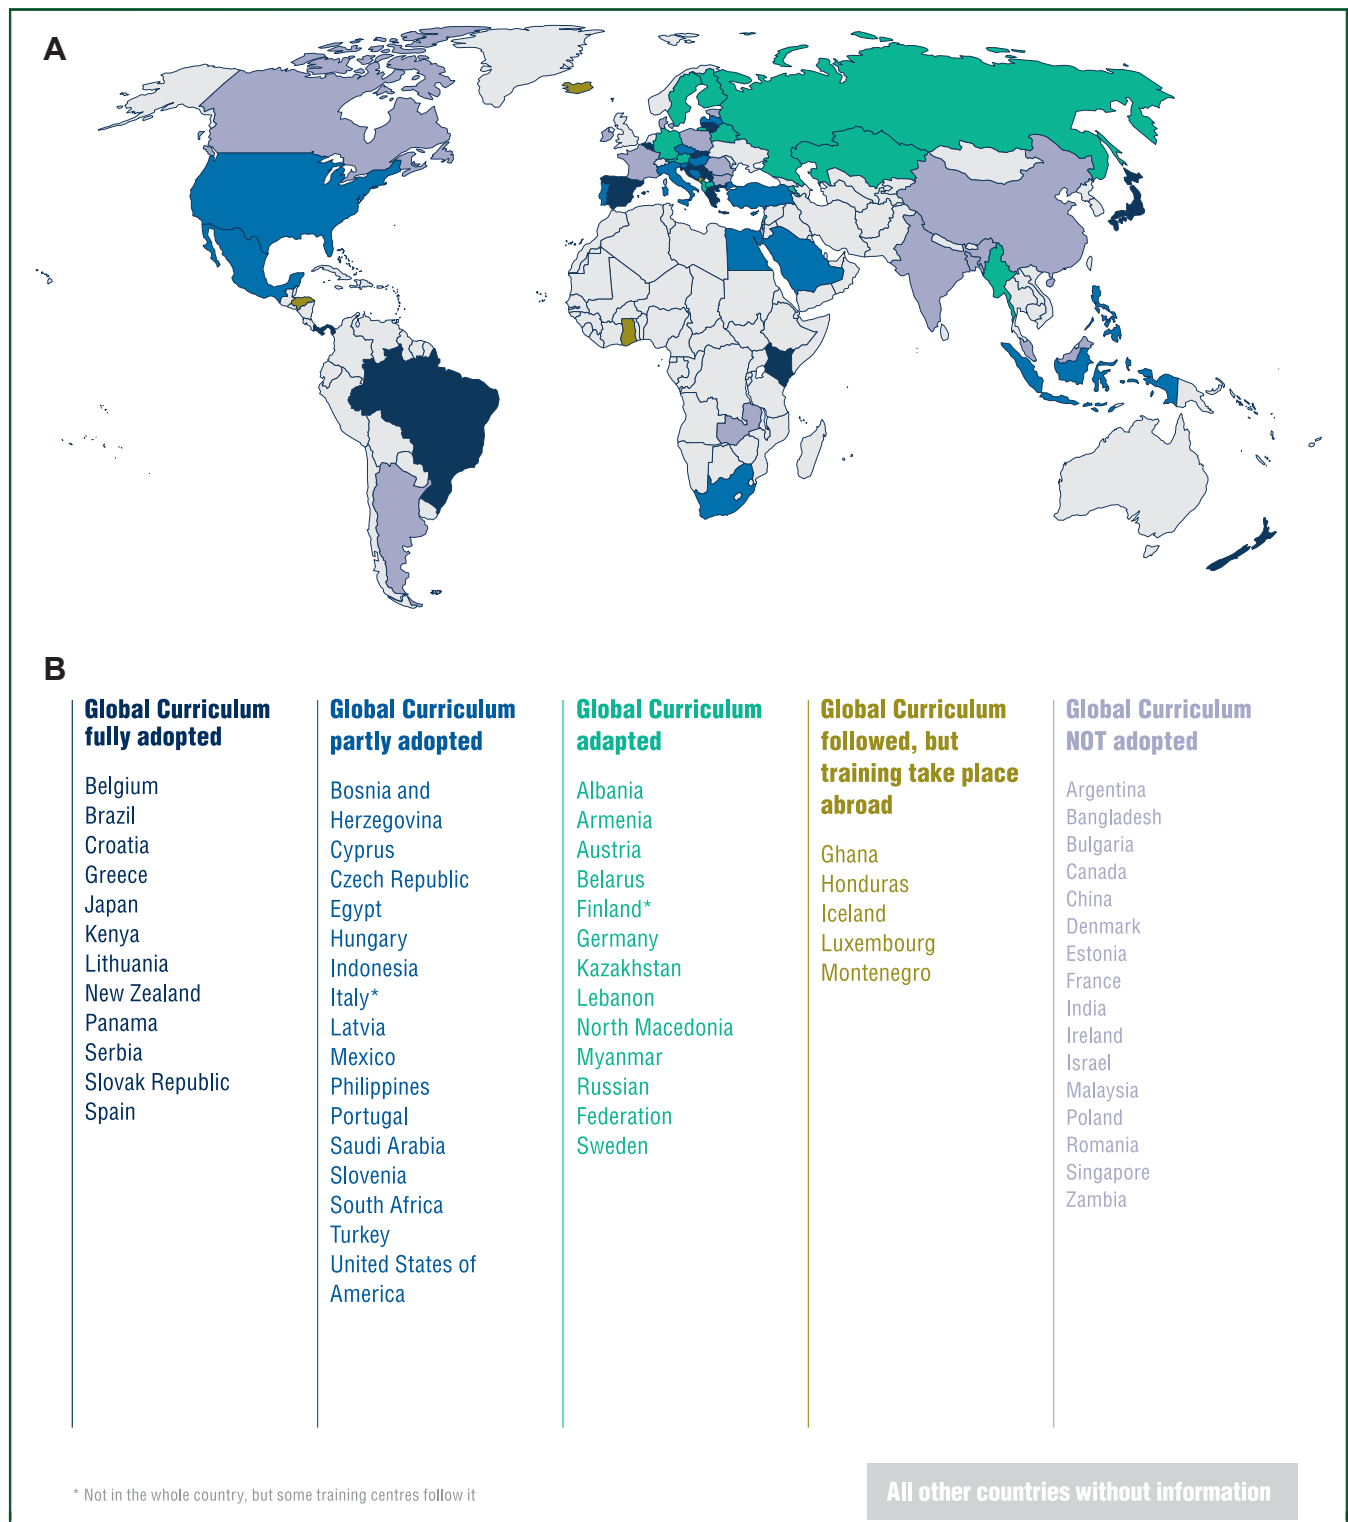 A
B
Global Curriculum
fully adopted
Belgium
Brazil
Croatia
Greece
Japan
Kenya
Lithuania
New Zealand
Panama
Serbia
Slovak Republic
Spain
Global Curriculum
partly adopted
Bosnia and
Herzegovina
Cyprus
Czech Republic
Egypt
Hungary
Indonesia
Italy*
Latvia
Mexico
Philippines
Portugal
Saudi Arabia
Slovenia
South Africa
Turkey
United States of
America
Global Curriculum
adapted
Albania
Armenia
Austria
Belarus
Finland*
Germany
Kazakhstan
Lebanon
North Macedonia
Myanmar
Russian
Federation
Sweden
Global Curriculum
followed, but
training take place
abroad
Ghana
Honduras
Iceland
Luxembourg
Montenegro
Global Curriculum
NOT adopted
Argentina
Bangladesh
Bulgaria
Canada
China
Denmark
Estonia
France
India
Ireland
Israel
Malaysia
Poland
Romania
Singapore
Zambia
* Not in the whole country, but some training centres follow it
All other countries without information